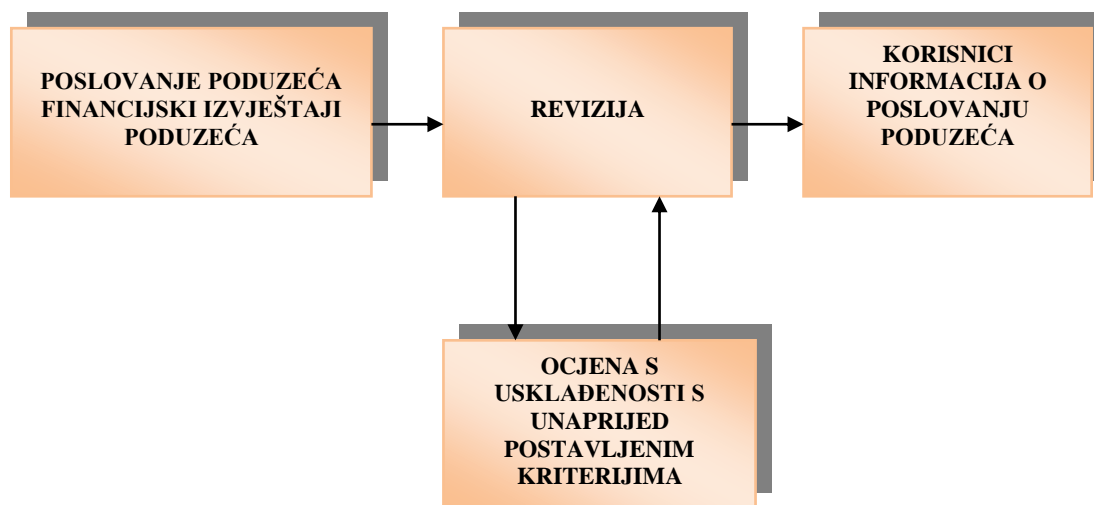 POSLOVANJE PODUZEĆA
FINANCIJSKI IZVJEŠTAJI
PODUZEĆA
REVIZIJA
KORISNICI
INFORMACIJA O
POSLOVANJU
PODUZEĆA
OCJENA S
USKLAĐENOSTI S
UNAPRIJED
POSTAVLJENIM
KRITERIJIMA